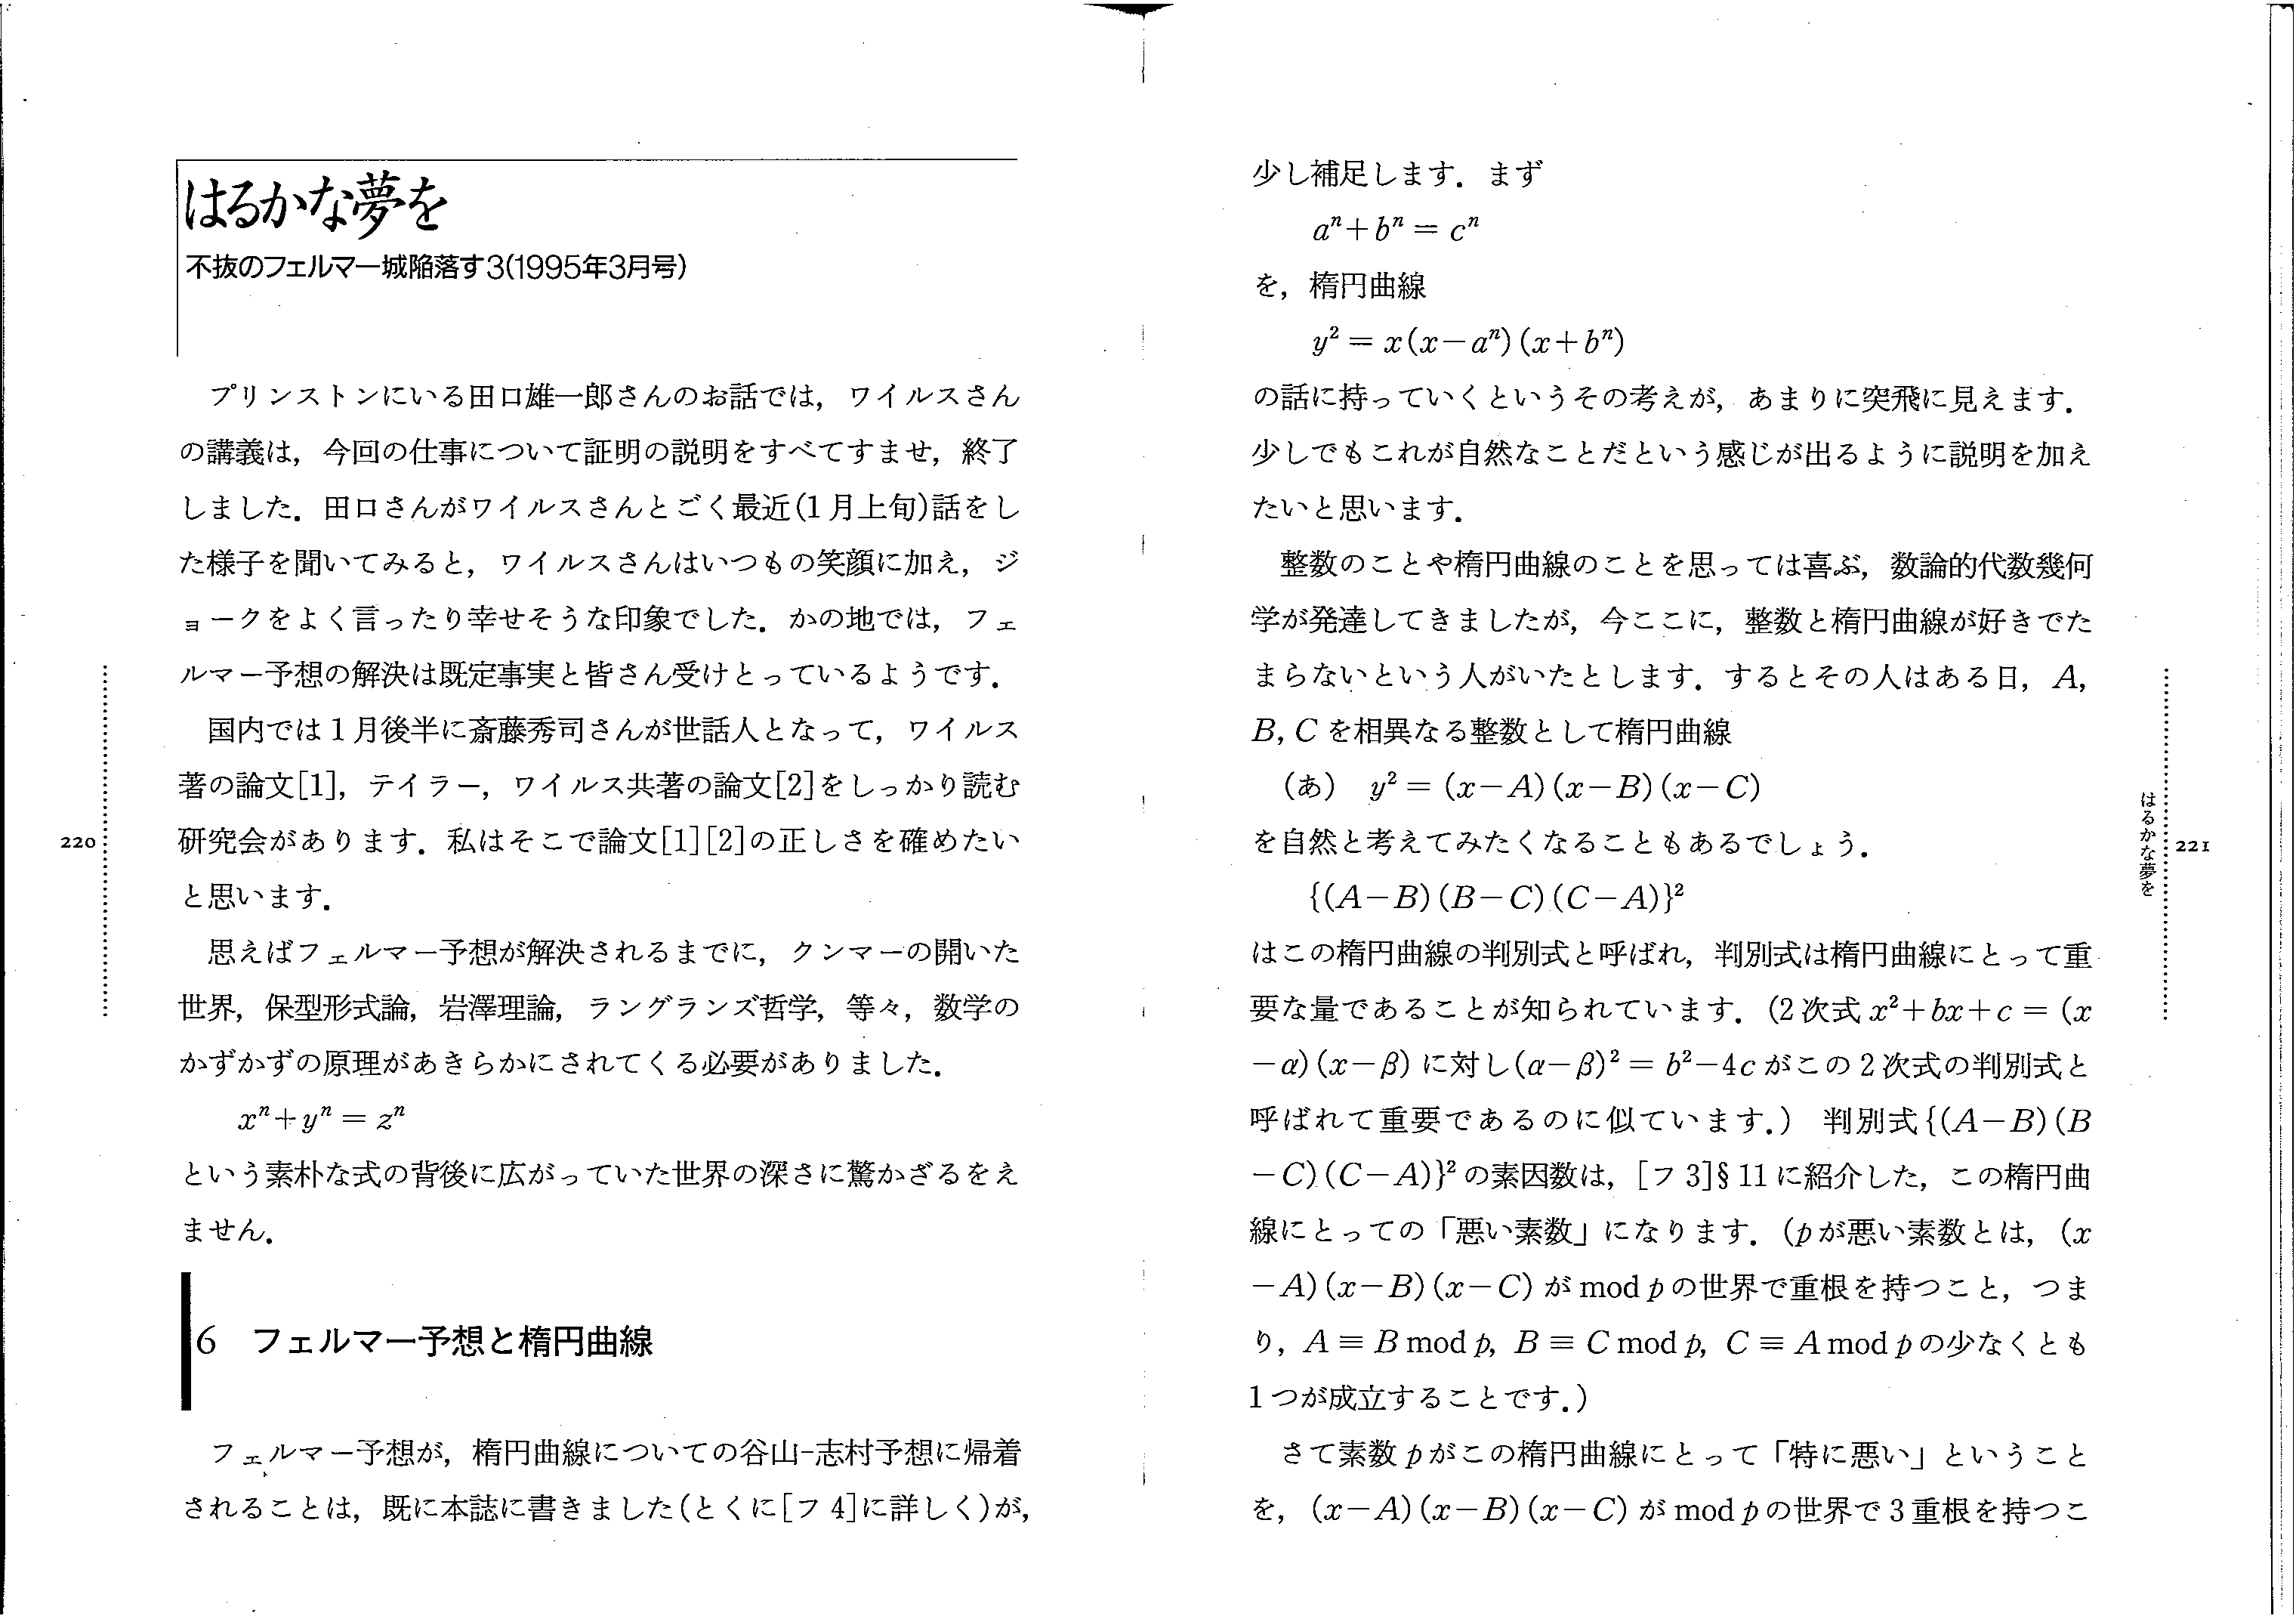 はるかな夢を
不抜のフェルマー城陥落す3(1995年3月号)
プリンストンにいる田口雄一郎さんのお話では，ワイルスさん
の講義は，今回の仕事について証明の説明をすべてすませ，終了
しました．田口さんがワイルスさんとごく最近(1月上旬)話をし
た様子を聞いてみると，ワイルスさんはいつもの笑顔に加え，ジ
ョークをよく言ったり幸せそうな印象でした．かの地では，フェ
ルマー予想の解決は既定事実と皆さん受けとっているようです．
国内では1月後半に斎藤秀司さんが世話人となって，ワイルス
著の論文[1]，テイラー，ワイルス共著の論文[2]をしっかり読む
研究会があります．私はそこで論文[1][2]の正しさを確めたい
と思います．
思えばフェルマー予想が解決されるまでに，クンマーの開いた
世界，保型形式論，岩澤理論，ラングランズ哲学，等々，数学の
かずかずの原理があきらかにされてくる必要がありました．
xⁿ+yⁿ = zⁿ
という素朴な式の背後に広がっていた世界の深さに驚かざるをえ
ません．
6 フェルマー予想と楕円曲線
フェルマー予想が，楕円曲線についての谷山-志村予想に帰着
されることは，既に本誌に書きました(とくに[フ4]に詳しく)が，
220
少し補足します．まず
aⁿ+bⁿ = cⁿ
を，楕円曲線
y² = x(x−aⁿ)(x+bⁿ)
の話に持っていくというその考えが，あまりに突飛に見えます．
少しでもこれが自然なことだという感じが出るように説明を加え
たいと思います．
整数のことや楕円曲線のことを思っては喜ぶ，数論的代数幾何
学が発達してきましたが，今ここに，整数と楕円曲線が好きでた
まらないという人がいたとします．するとその人はある日，A，
B, C を相異なる整数として楕円曲線
(あ) y² = (x−A)(x−B)(x−C)
を自然と考えてみたくなることもあるでしょう．
{(A−B)(B−C)(C−A)}²
はこの楕円曲線の判別式と呼ばれ，判別式は楕円曲線にとって重
要な量であることが知られています．(2次式 x²+bx+c = (x
−α)(x−β) に対し(α−β)² = b²−4c がこの2次式の判別式と
呼ばれて重要であるのに似ています．) 判別式{(A−B)(B
−C)(C−A)}²の素因数は，[フ3]§11に紹介した，この楕円曲
線にとっての「悪い素数」になります．(pが悪い素数とは，(x
−A)(x−B)(x−C) が mod p の世界で重根を持つこと，つま
り，A ≡ B mod p, B ≡ C mod p, C ≡ A mod p の少なくとも
1つが成立することです．)
さて素数pがこの楕円曲線にとって「特に悪い」ということ
を，(x−A)(x−B)(x−C) が mod p の世界で3重根を持つこ
はるかな夢を
221